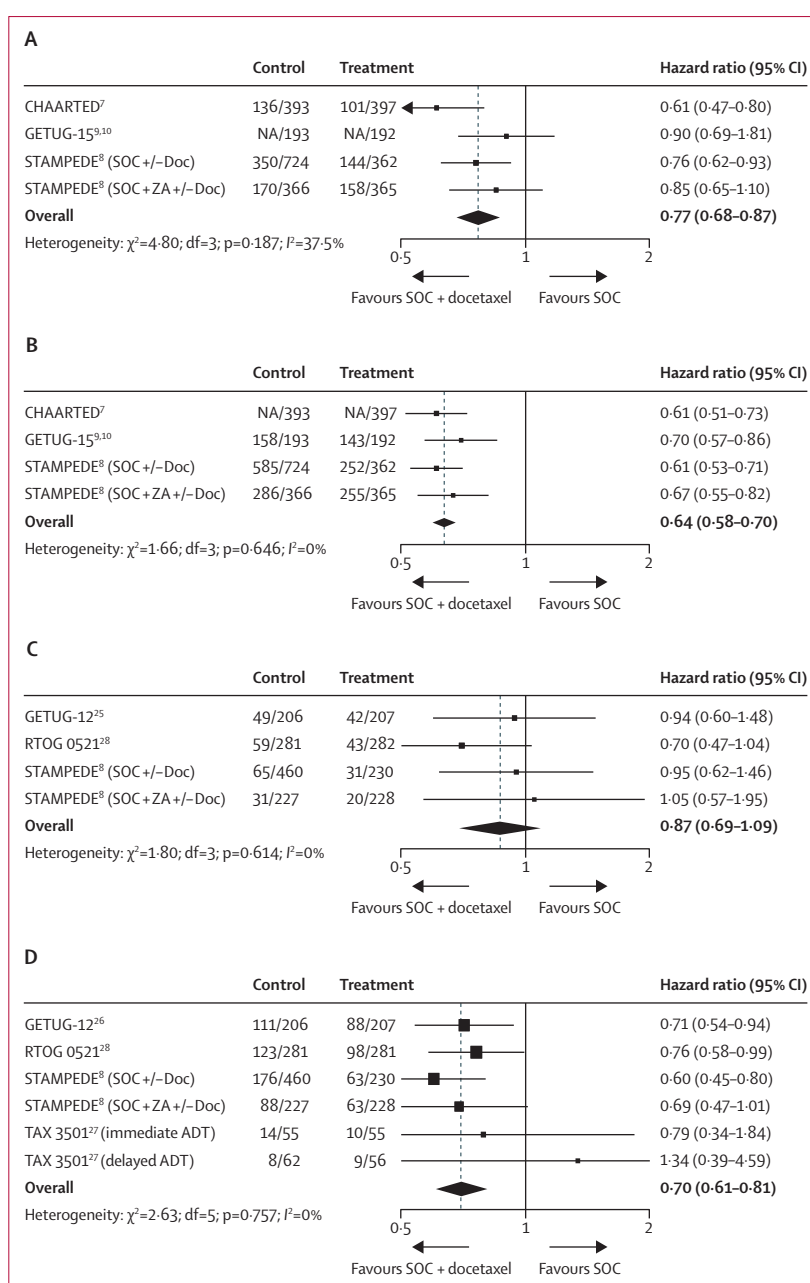 A
Control Treatment Hazard ratio (95% CI)
CHAARTED⁷ 136/393 101/397 0·61 (0·47–0·80)
GETUG-15⁹,¹⁰ NA/193 NA/192 0·90 (0·69–1·81)
STAMPEDE⁸ (SOC +/– Doc) 350/724 144/362 0·76 (0·62–0·93)
STAMPEDE⁸ (SOC + ZA +/– Doc) 170/366 158/365 0·85 (0·65–1·10)
Overall 0·77 (0·68–0·87)
Heterogeneity: χ²=4·80; df=3; p=0·187; I²=37·5%
0·5 1 2
Favours SOC + docetaxel Favours SOC
B
Control Treatment Hazard ratio (95% CI)
CHAARTED⁷ NA/393 NA/397 0·61 (0·51–0·73)
GETUG-15⁹,¹⁰ 158/193 143/192 0·70 (0·57–0·86)
STAMPEDE⁸ (SOC +/– Doc) 585/724 252/362 0·61 (0·53–0·71)
STAMPEDE⁸ (SOC + ZA +/– Doc) 286/366 255/365 0·67 (0·55–0·82)
Overall 0·64 (0·58–0·70)
Heterogeneity: χ²=1·66; df=3; p=0·646; I²=0%
0·5 1 2
Favours SOC + docetaxel Favours SOC
C
Control Treatment Hazard ratio (95% CI)
GETUG-12²⁵ 49/206 42/207 0·94 (0·60–1·48)
RTOG 0521²⁸ 59/281 43/282 0·70 (0·47–1·04)
STAMPEDE⁸ (SOC +/– Doc) 65/460 31/230 0·95 (0·62–1·46)
STAMPEDE⁸ (SOC + ZA +/– Doc) 31/227 20/228 1·05 (0·57–1·95)
Overall 0·87 (0·69–1·09)
Heterogeneity: χ²=1·80; df=3; p=0·614; I²=0%
0·5 1 2
Favours SOC + docetaxel Favours SOC
D
Control Treatment Hazard ratio (95% CI)
GETUG-12²⁶ 111/206 88/207 0·71 (0·54–0·94)
RTOG 0521²⁸ 123/281 98/281 0·76 (0·58–0·99)
STAMPEDE⁸ (SOC +/– Doc) 176/460 63/230 0·60 (0·45–0·80)
STAMPEDE⁸ (SOC + ZA +/– Doc) 88/227 63/228 0·69 (0·47–1·01)
TAX 3501²⁷ (immediate ADT) 14/55 10/55 0·79 (0·34–1·84)
TAX 3501²⁷ (delayed ADT) 8/62 9/56 1·34 (0·39–4·59)
Overall 0·70 (0·61–0·81)
Heterogeneity: χ²=2·63; df=5; p=0·757; I²=0%
0·5 1 2
Favours SOC + docetaxel Favours SOC